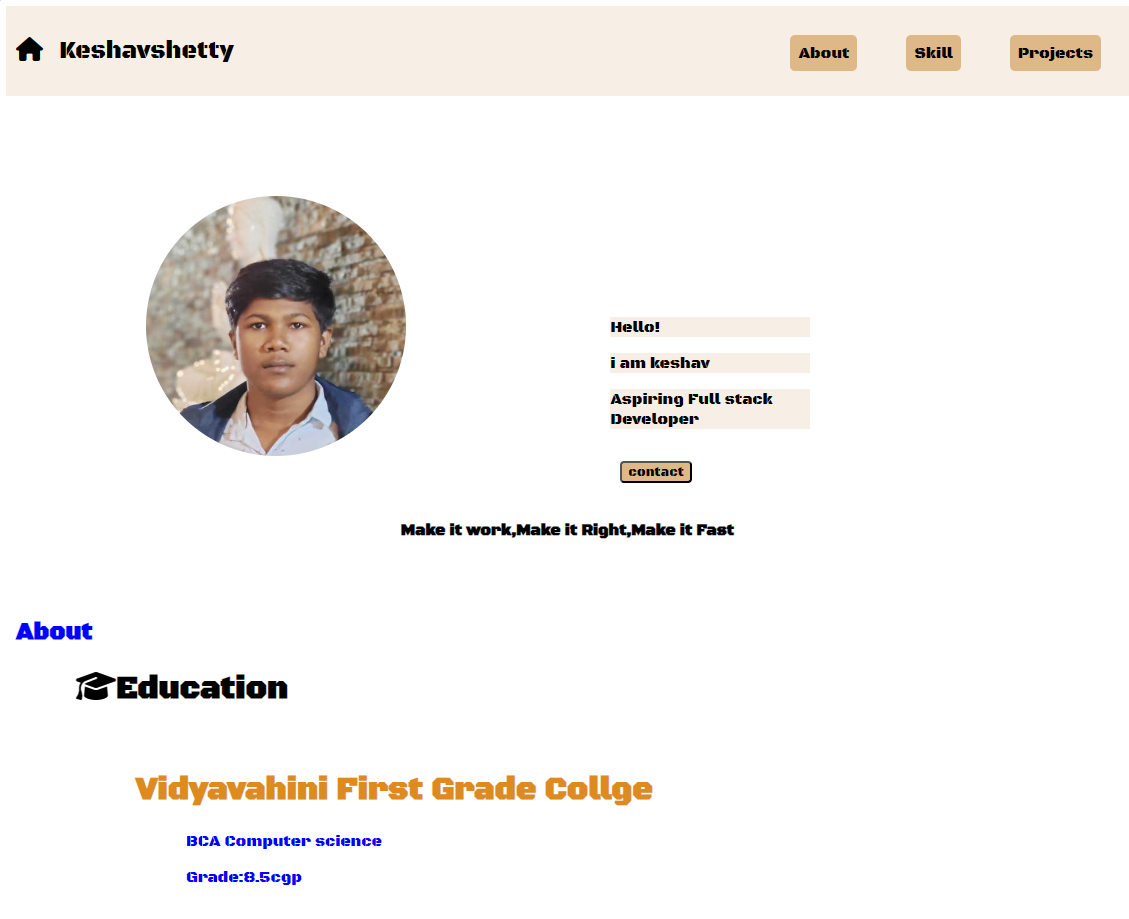 Keshavshetty
About
Skill
Projects
Hello!
i am keshav
Aspiring Full stack
Developer
contact
Make it work,Make it Right,Make it Fast
About
Education
Vidyavahini First Grade Collge
BCA Computer science
Grade:8.5cgp